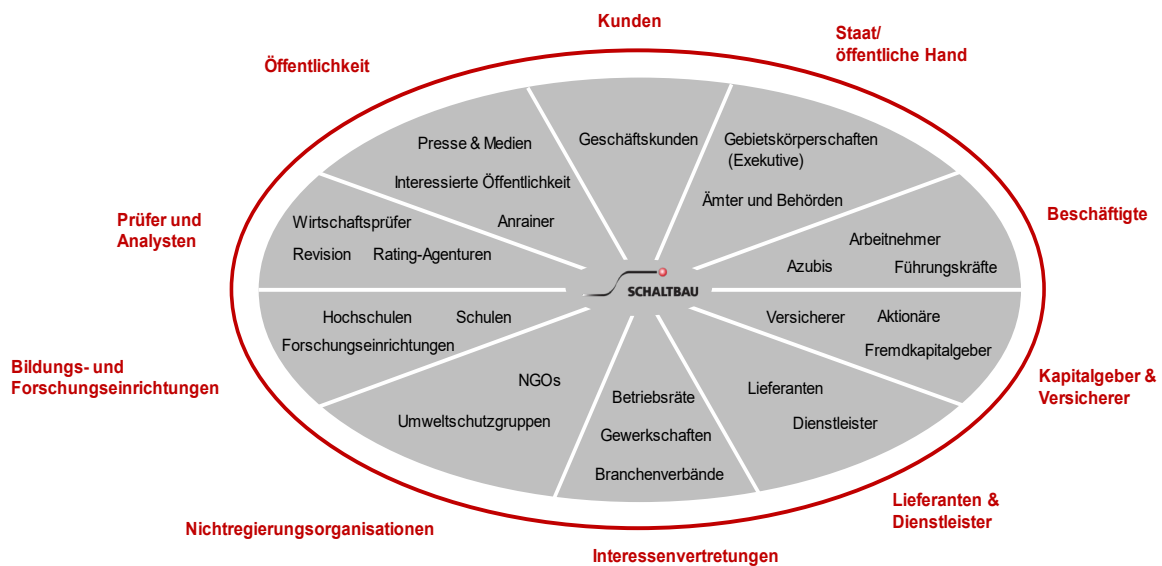 Kunden
Staat/
öffentliche Hand
Öffentlichkeit
Presse & Medien
Geschäftskunden
Gebietskörperschaften
(Exekutive)
Interessierte Öffentlichkeit
Ämter und Behörden
Prüfer und
Analysten
Wirtschaftsprüfer
Anrainer
Beschäftigte
Arbeitnehmer
Revision
Rating-Agenturen
Azubis
Führungskräfte
SCHALTBAU
Hochschulen
Schulen
Versicherer
Aktionäre
Forschungseinrichtungen
Fremdkapitalgeber
Bildungs- und
Forschungseinrichtungen
Kapitalgeber &
Versicherer
NGOs
Betriebsräte
Lieferanten
Umweltschutzgruppen
Gewerkschaften
Dienstleister
Branchenverbände
Lieferanten &
Dienstleister
Nichtregierungsorganisationen
Interessenvertretungen